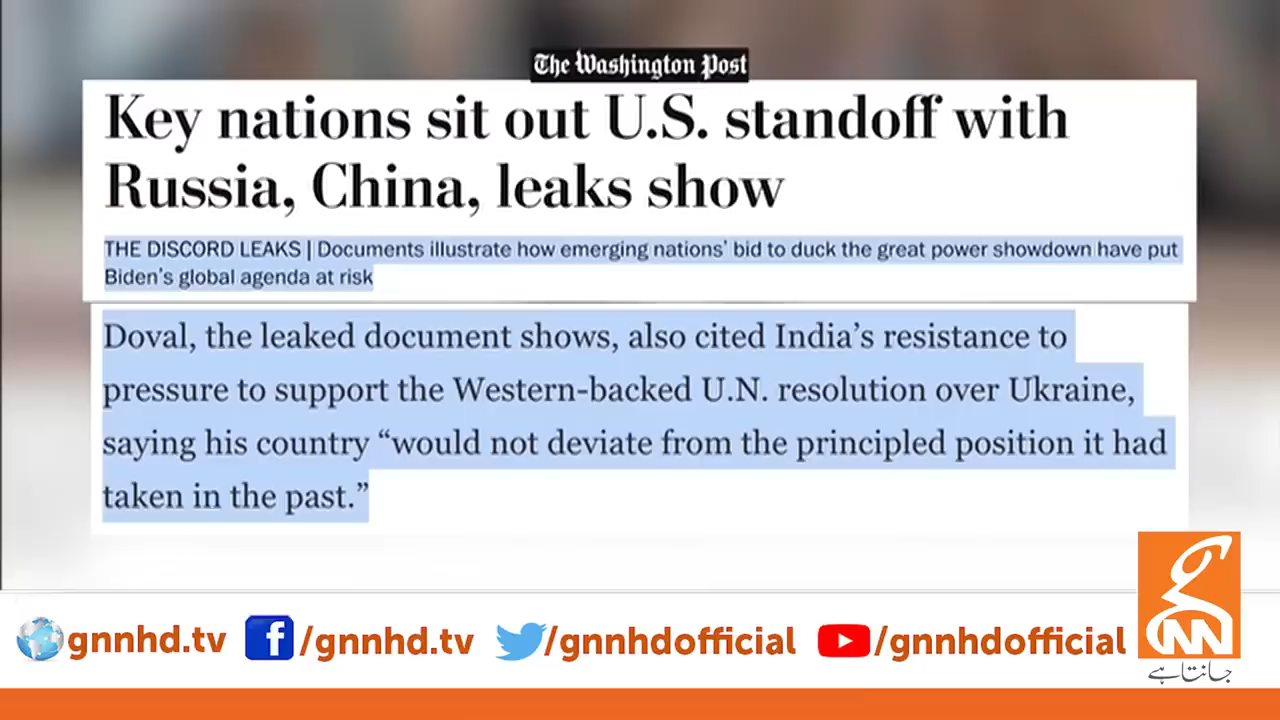 The Washington Post
Key nations sit out U.S. standoff with
Russia, China, leaks show
THE DISCORD LEAKS | Documents illustrate how emerging nations’ bid to duck the great power showdown have put
Biden’s global agenda at risk
Doval, the leaked document shows, also cited India’s resistance to
pressure to support the Western-backed U.N. resolution over Ukraine,
saying his country “would not deviate from the principled position it had
taken in the past.”
gnnhd.tv /gnnhd.tv /gnnhdofficial /gnnhdofficial
GNN
جانتا ہے